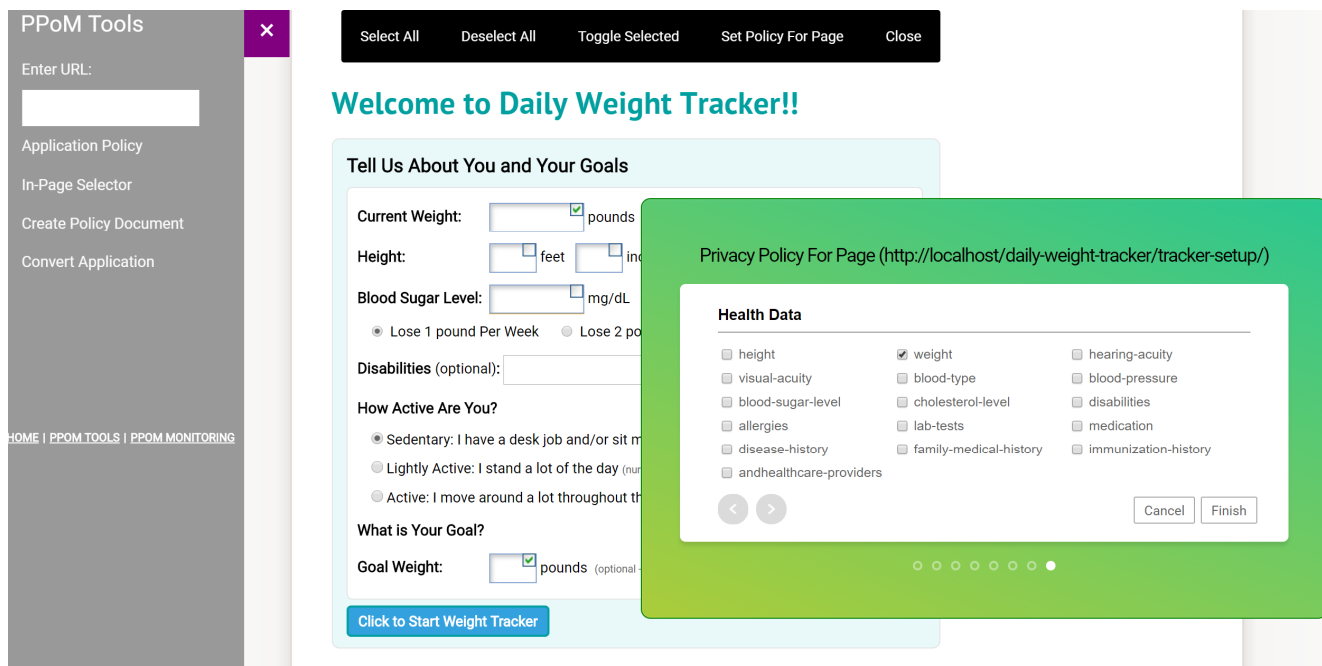 PPoM Tools
×
Enter URL:
Application Policy
In-Page Selector
Create Policy Document
Convert Application
HOME | PPOM TOOLS | PPOM MONITORING
Select All Deselect All Toggle Selected Set Policy For Page Close
Welcome to Daily Weight Tracker!!
Tell Us About You and Your Goals
Current Weight: pounds
Height: feet
Blood Sugar Level: mg/dL
Lose 1 pound Per Week Lose 2
Disabilities (optional):
How Active Are You?
Sedentary: I have a desk job and/or sit
Lightly Active: I stand a lot of the day
Active: I move around a lot throughout
What is Your Goal?
Goal Weight: pounds (optional -
Click to Start Weight Tracker
Privacy Policy For Page (http://localhost/daily-weight-tracker/tracker-setup/)
Health Data
height weight hearing-acuity
visual-acuity blood-type blood-pressure
blood-sugar-level cholesterol-level disabilities
allergies lab-tests medication
disease-history family-medical-history immunization-history
andhealthcare-providers
< > Cancel Finish